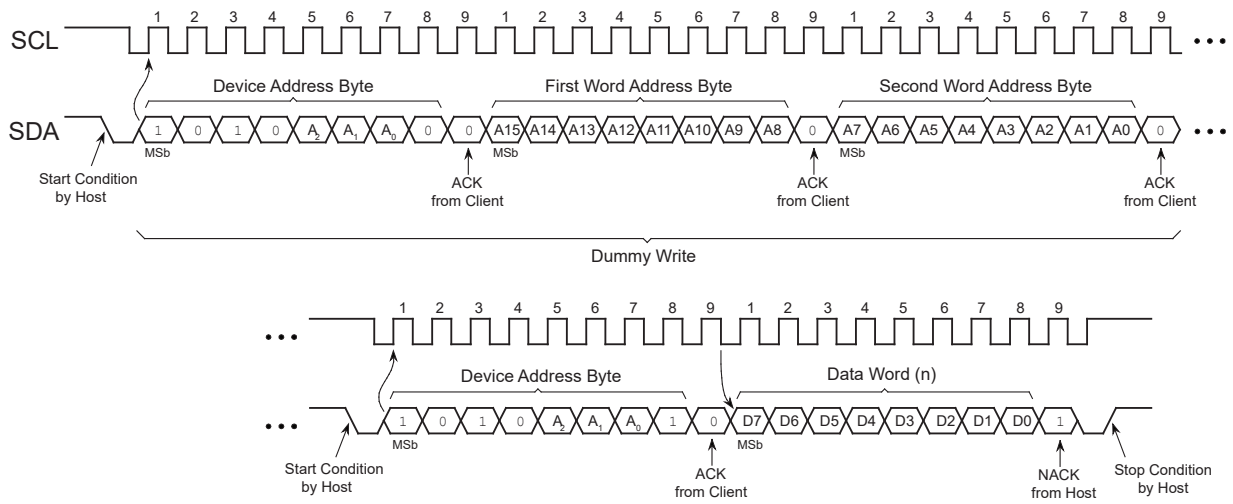 1 2 3 4 5 6 7 8 9 1 2 3 4 5 6 7 8 9 1 2 3 4 5 6 7 8 9
SCL
Device Address Byte First Word Address Byte Second Word Address Byte
SDA 1 0 1 0 A2 A1 A0 0 0 A15 A14 A13 A12 A11 A10 A9 A8 0 A7 A6 A5 A4 A3 A2 A1 A0 0
MSb MSb MSb
Start Condition
by Host
ACK
from Client
ACK
from Client
ACK
from Client
Dummy Write
1 2 3 4 5 6 7 8 9 1 2 3 4 5 6 7 8 9
Device Address Byte Data Word (n)
1 0 1 0 A2 A1 A0 1 0 D7 D6 D5 D4 D3 D2 D1 D0 1
MSb MSb
Start Condition
by Host
ACK
from Client
NACK
from Host
Stop Condition
by Host